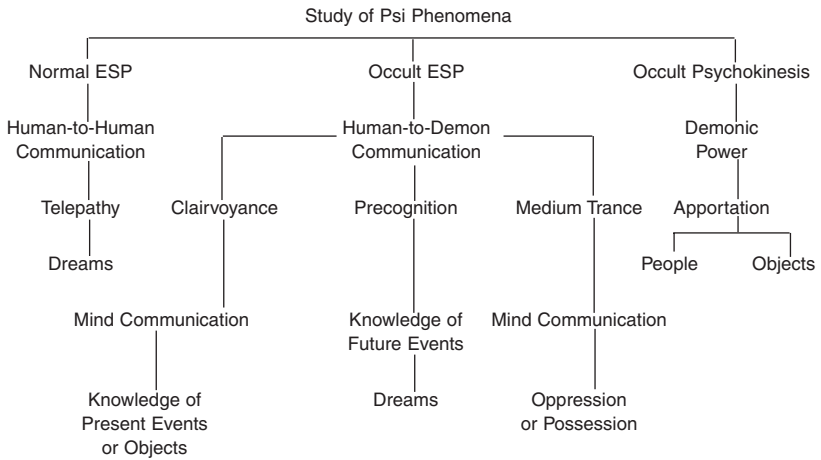 Study of Psi Phenomena
Normal ESP
Occult ESP
Occult Psychokinesis
Human-to-Human
Communication
Human-to-Demon
Communication
Demonic
Power
Telepathy
Clairvoyance
Precognition
Medium Trance
Apportation
Dreams
People
Objects
Mind Communication
Knowledge of
Future Events
Mind Communication
Knowledge of
Present Events
or Objects
Dreams
Oppression
or Possession